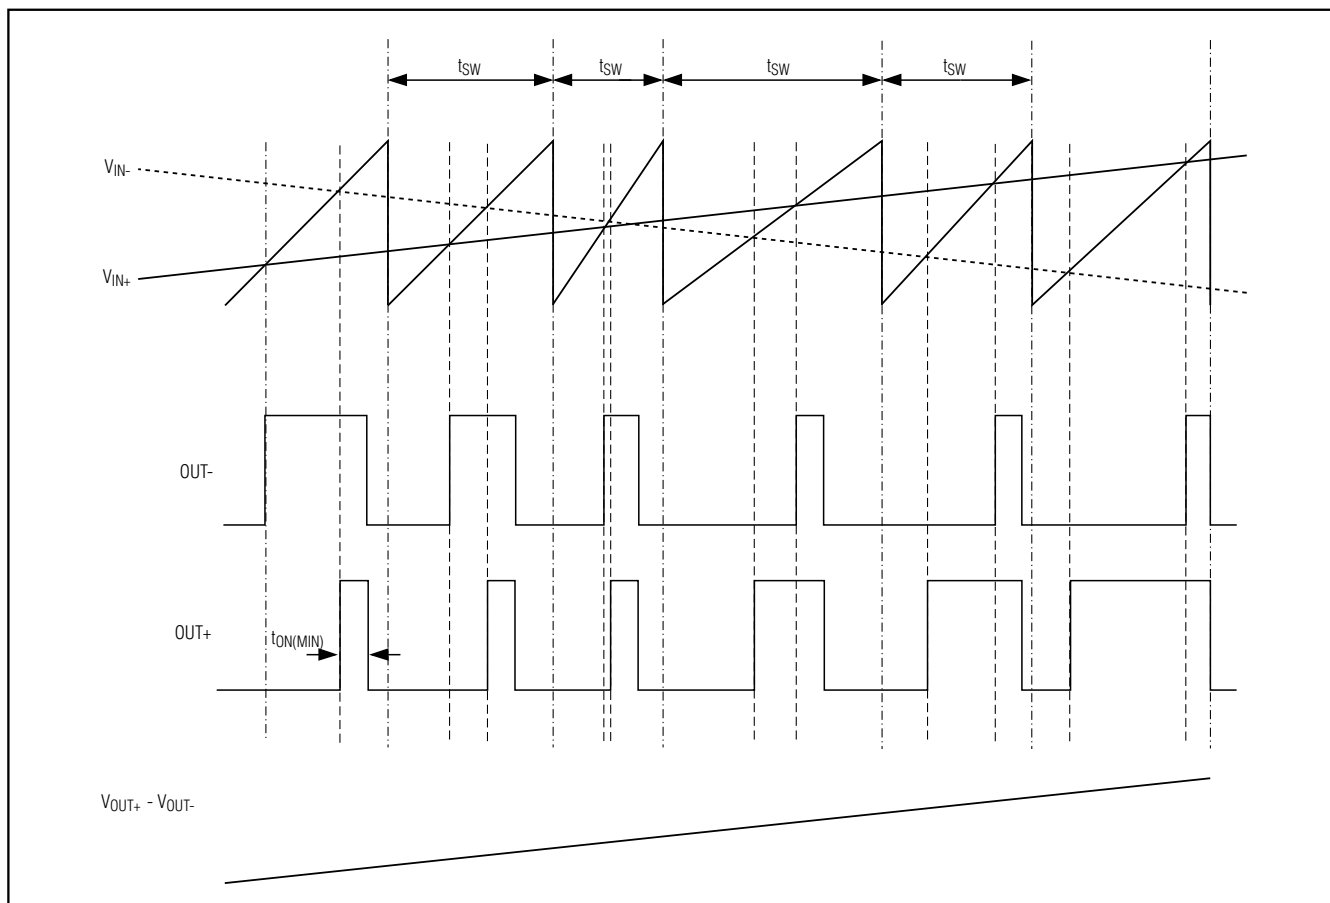 tSW tSW tSW tSW
VIN-
VIN+
OUT-
OUT+
tON(MIN)
VOUT+ - VOUT-